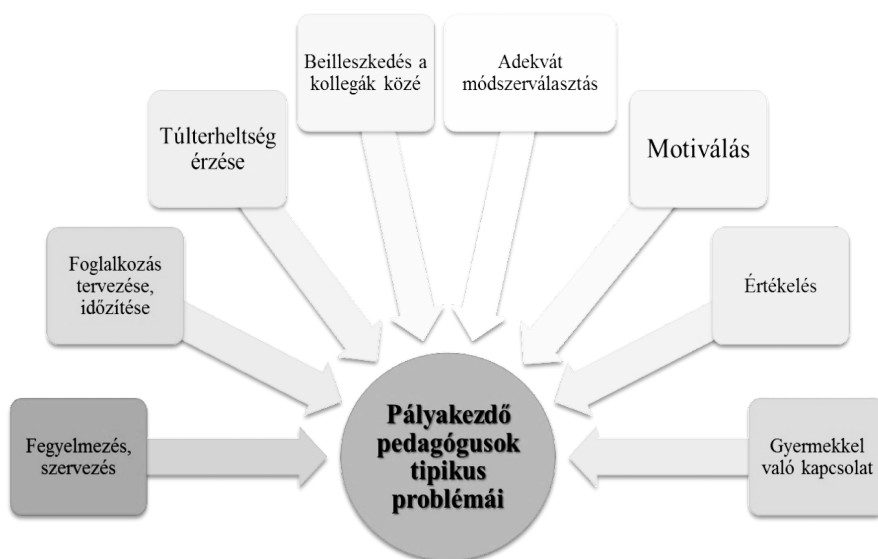 Beilleszkedés a
kollegák közé
Adekvát
módszerválasztás
Túlterheltség
érzése
Motiválás
Foglalkozás
tervezése,
időzítése
Értékelés
Fegyelmezés,
szervezés
Pályakezdő
pedagógusok
tipikus
problémái
Gyermekkel
való kapcsolat